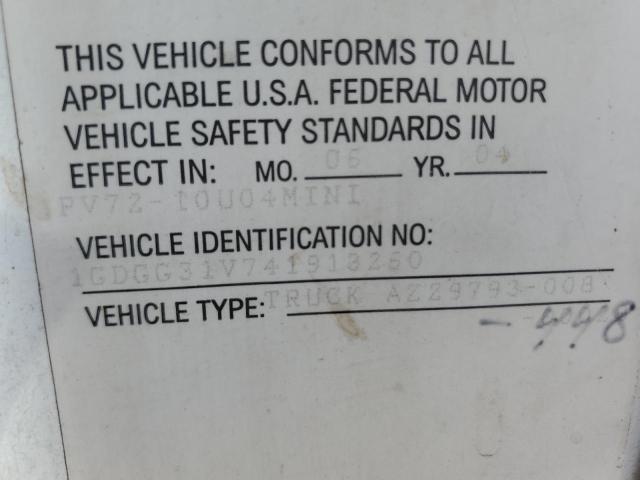 THIS VEHICLE CONFORMS TO ALL
APPLICABLE U.S.A. FEDERAL MOTOR
VEHICLE SAFETY STANDARDS IN
EFFECT IN: MO. 06 YR. 04
PV72-10U04MINI
VEHICLE IDENTIFICATION NO:
1GDGG31V741913260
VEHICLE TYPE: TRUCK AZ29793-008
-448